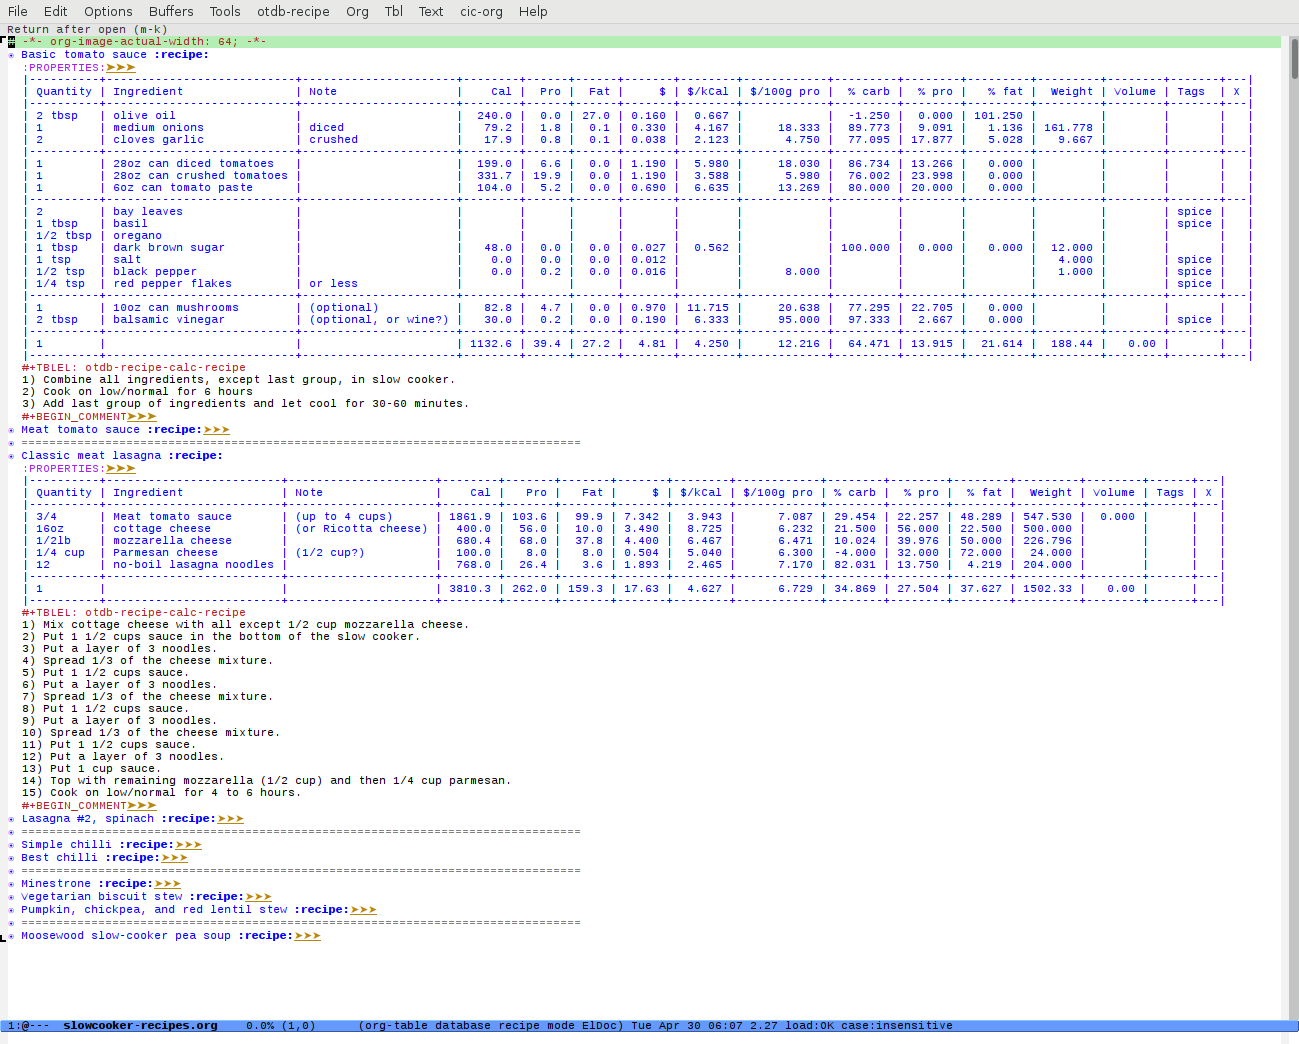 File Edit Options Buffers Tools otdb-recipe Org Tbl Text cic-org Help
Return after open (m-k)
# -*- org-image-actual-width: 64; -*-
Basic tomato sauce :recipe:
:PROPERTIES:➤➤➤
|----------+---------------------------+----------------------+--------+------+------+-------+--------+------------+---------+--------+---------+---------+--------+-------+---|
| Quantity | Ingredient | Note | Cal | Pro | Fat | $ | $/kCal | $/100g pro | % carb | % pro | % fat | Weight | Volume | Tags | X |
|----------+---------------------------+----------------------+--------+------+------+-------+--------+------------+---------+--------+---------+---------+--------+-------+---|
| 2 tbsp | olive oil | | 240.0 | 0.0 | 27.0 | 0.160 | 0.667 | | -1.250 | 0.000 | 101.250 | | | | |
| 1 | medium onions | diced | 79.2 | 1.8 | 0.1 | 0.330 | 4.167 | 18.333 | 89.773 | 9.091 | 1.136 | 161.778 | | | |
| 2 | cloves garlic | crushed | 17.9 | 0.8 | 0.1 | 0.038 | 2.123 | 4.750 | 77.095 | 17.877 | 5.028 | 9.667 | | | |
|----------+---------------------------+----------------------+--------+------+------+-------+--------+------------+---------+--------+---------+---------+--------+-------+---|
| 1 | 28oz can diced tomatoes | | 199.0 | 6.6 | 0.0 | 1.190 | 5.980 | 18.030 | 86.734 | 13.266 | 0.000 | | | | |
| 1 | 28oz can crushed tomatoes | | 331.7 | 19.9 | 0.0 | 1.190 | 3.588 | 5.980 | 76.002 | 23.998 | 0.000 | | | | |
| 1 | 6oz can tomato paste | | 104.0 | 5.2 | 0.0 | 0.690 | 6.635 | 13.269 | 80.000 | 20.000 | 0.000 | | | | |
|----------+---------------------------+----------------------+--------+------+------+-------+--------+------------+---------+--------+---------+---------+--------+-------+---|
| 2 | bay leaves | | | | | | | | | | | | | spice | |
| 1 tbsp | basil | | | | | | | | | | | | | spice | |
| 1/2 tbsp | oregano | | | | | | | | | | | | | | |
| 1 tbsp | dark brown sugar | | 48.0 | 0.0 | 0.0 | 0.027 | 0.562 | | 100.000 | 0.000 | 0.000 | 12.000 | | | |
| 1 tsp | salt | | 0.0 | 0.0 | 0.0 | 0.012 | | | | | | 4.000 | | spice | |
| 1/2 tsp | black pepper | | 0.0 | 0.2 | 0.0 | 0.016 | | 8.000 | | | | 1.000 | | spice | |
| 1/4 tsp | red pepper flakes | or less | | | | | | | | | | | | spice | |
|----------+---------------------------+----------------------+--------+------+------+-------+--------+------------+---------+--------+---------+---------+--------+-------+---|
| 1 | 10oz can mushrooms | (optional) | 82.8 | 4.7 | 0.0 | 0.970 | 11.715 | 20.638 | 77.295 | 22.705 | 0.000 | | | | |
| 2 tbsp | balsamic vinegar | (optional, or wine?) | 30.0 | 0.2 | 0.0 | 0.190 | 6.333 | 95.000 | 97.333 | 2.667 | 0.000 | | | spice | |
|----------+---------------------------+----------------------+--------+------+------+-------+--------+------------+---------+--------+---------+---------+--------+-------+---|
| 1 | | | 1132.6 | 39.4 | 27.2 | 4.81 | 4.250 | 12.216 | 64.471 | 13.915 | 21.614 | 188.44 | 0.00 | | |
|----------+---------------------------+----------------------+--------+------+------+-------+--------+------------+---------+--------+---------+---------+--------+-------+---|
#+TBLEL: otdb-recipe-calc-recipe
1) Combine all ingredients, except last group, in slow cooker.
2) Cook on low/normal for 6 hours
3) Add last group of ingredients and let cool for 30-60 minutes.
#+BEGIN_COMMENT➤➤➤
Meat tomato sauce :recipe:➤➤➤
================================================================================
Classic meat lasagna :recipe:
:PROPERTIES:➤➤➤
|----------+-------------------------+---------------------+--------+-------+-------+-------+--------+------------+--------+--------+--------+---------+--------+------+---|
| Quantity | Ingredient | Note | Cal | Pro | Fat | $ | $/kCal | $/100g pro | % carb | % pro | % fat | Weight | Volume | Tags | X |
|----------+-------------------------+---------------------+--------+-------+-------+-------+--------+------------+--------+--------+--------+---------+--------+------+---|
| 3/4 | Meat tomato sauce | (up to 4 cups) | 1861.9 | 103.6 | 99.9 | 7.342 | 3.943 | 7.087 | 29.454 | 22.257 | 48.289 | 547.530 | 0.000 | | |
| 16oz | cottage cheese | (or Ricotta cheese) | 400.0 | 56.0 | 10.0 | 3.490 | 8.725 | 6.232 | 21.500 | 56.000 | 22.500 | 500.000 | | | |
| 1/2lb | mozzarella cheese | | 680.4 | 68.0 | 37.8 | 4.400 | 6.467 | 6.471 | 10.024 | 39.976 | 50.000 | 226.796 | | | |
| 1/4 cup | Parmesan cheese | (1/2 cup?) | 100.0 | 8.0 | 8.0 | 0.504 | 5.040 | 6.300 | -4.000 | 32.000 | 72.000 | 24.000 | | | |
| 12 | no-boil lasagna noodles | | 768.0 | 26.4 | 3.6 | 1.893 | 2.465 | 7.170 | 82.031 | 13.750 | 4.219 | 204.000 | | | |
|----------+-------------------------+---------------------+--------+-------+-------+-------+--------+------------+--------+--------+--------+---------+--------+------+---|
| 1 | | | 3810.3 | 262.0 | 159.3 | 17.63 | 4.627 | 6.729 | 34.869 | 27.504 | 37.627 | 1502.33 | 0.00 | | |
|----------+-------------------------+---------------------+--------+-------+-------+-------+--------+------------+--------+--------+--------+---------+--------+------+---|
#+TBLEL: otdb-recipe-calc-recipe
1) Mix cottage cheese with all except 1/2 cup mozzarella cheese.
2) Put 1 1/2 cups sauce in the bottom of the slow cooker.
3) Put a layer of 3 noodles.
4) Spread 1/3 of the cheese mixture.
5) Put 1 1/2 cups sauce.
6) Put a layer of 3 noodles.
7) Spread 1/3 of the cheese mixture.
8) Put 1 1/2 cups sauce.
9) Put a layer of 3 noodles.
10) Spread 1/3 of the cheese mixture.
11) Put 1 1/2 cups sauce.
12) Put a layer of 3 noodles.
13) Put 1 cup sauce.
14) Top with remaining mozzarella (1/2 cup) and then 1/4 cup parmesan.
15) Cook on low/normal for 4 to 6 hours.
#+BEGIN_COMMENT➤➤➤
Lasagna #2, spinach :recipe:➤➤➤
================================================================================
Simple chilli :recipe:➤➤➤
Best chilli :recipe:➤➤➤
================================================================================
Minestrone :recipe:➤➤➤
Vegetarian biscuit stew :recipe:➤➤➤
Pumpkin, chickpea, and red lentil stew :recipe:➤➤➤
================================================================================
Moosewood slow-cooker pea soup :recipe:➤➤➤
1:@--- slowcooker-recipes.org 0.0% (1,0) (org-table database recipe mode ElDoc) Tue Apr 30 06:07 2.27 load:OK case:insensitive